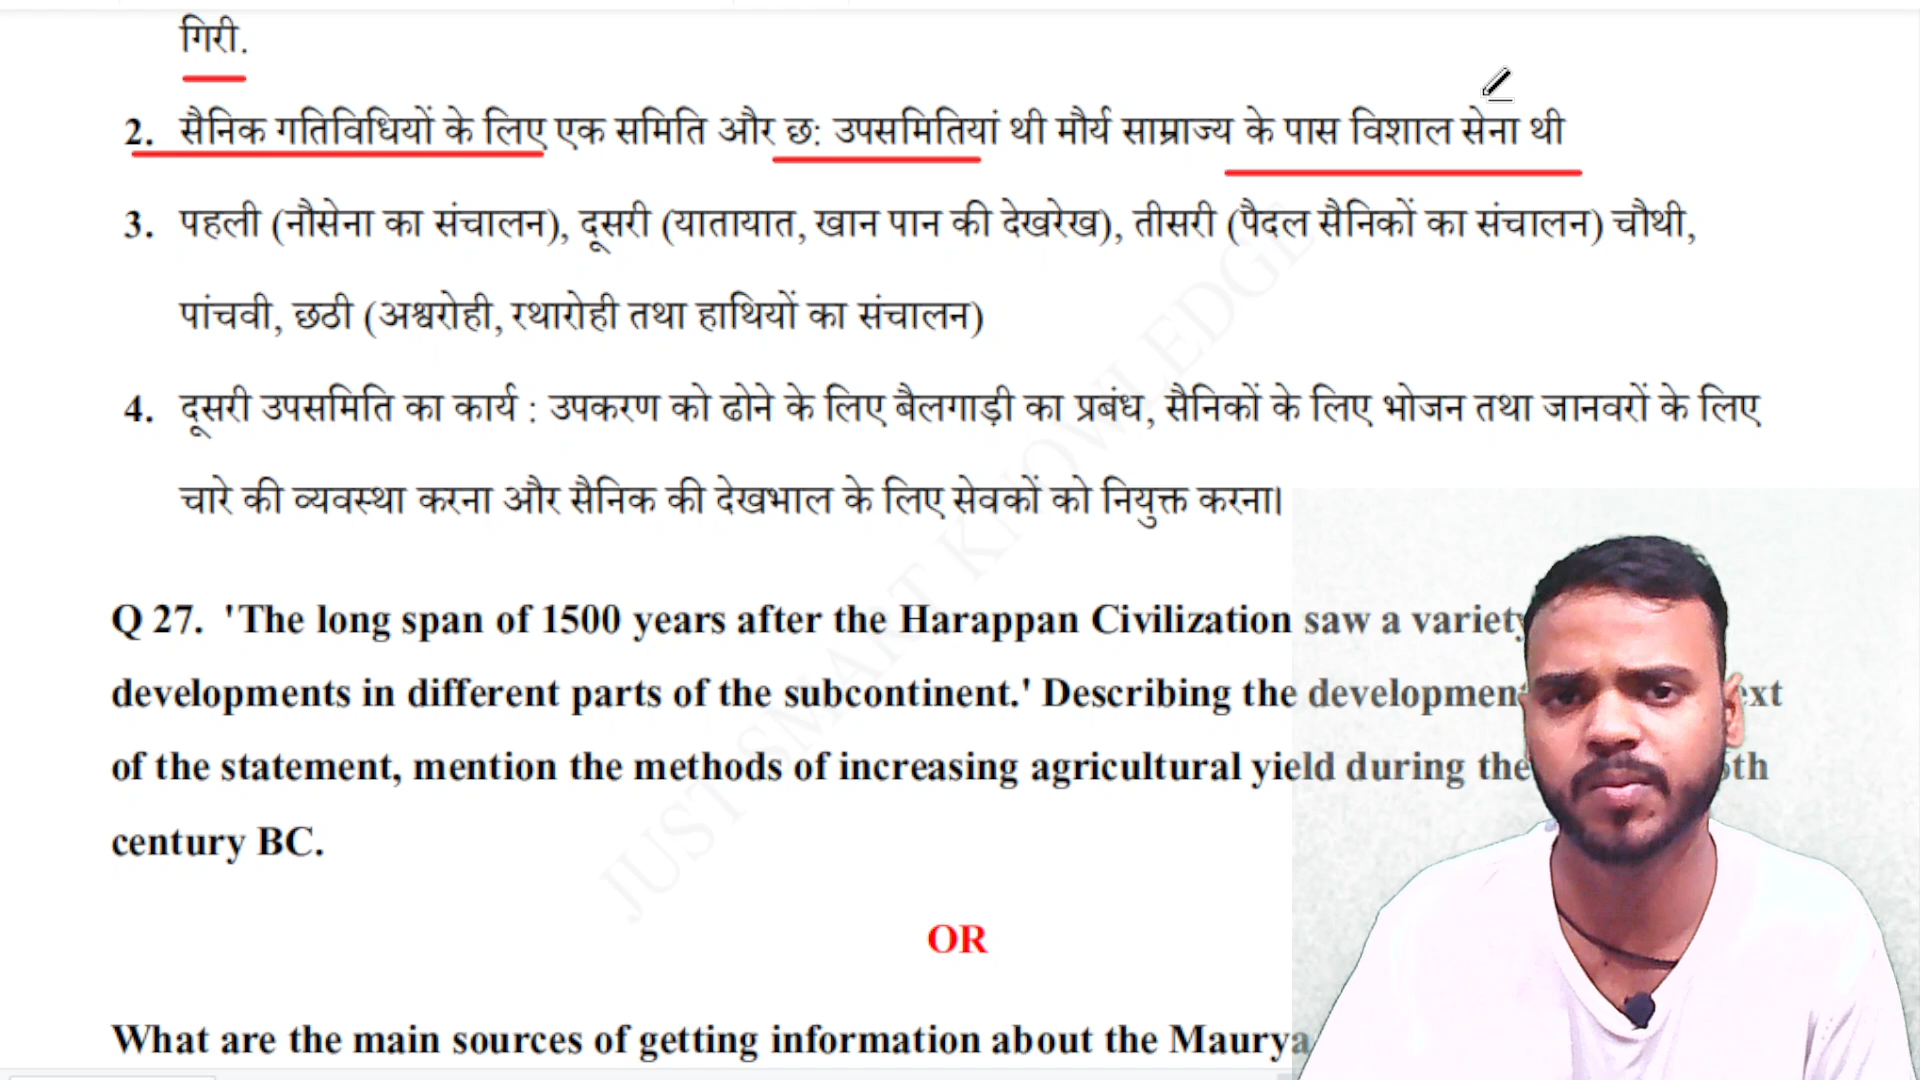 गिरी.
2. सैनिक गतिविधियों के लिए एक समिति और छ: उपसमितियां थी मौर्य साम्राज्य के पास विशाल सेना थी
3. पहली (नौसेना का संचालन), दूसरी (यातायात, खान पान की देखरेख), तीसरी (पैदल सैनिकों का संचालन) चौथी,
पांचवी, छठी (अश्वरोही, रथारोही तथा हाथियों का संचालन)
4. दूसरी उपसमिति का कार्य : उपकरण को ढोने के लिए बैलगाड़ी का प्रबंध, सैनिकों के लिए भोजन तथा जानवरों के लिए
चारे की व्यवस्था करना और सैनिक की देखभाल के लिए सेवकों को नियुक्त करना।
Q 27. 'The long span of 1500 years after the Harappan Civilization saw a variety
developments in different parts of the subcontinent.' Describing the
of the statement, mention the methods of increasing agricultural yield during the
century BC.
OR
What are the main sources of getting information about the Maurya
JUST SMART KNOWLEDGE